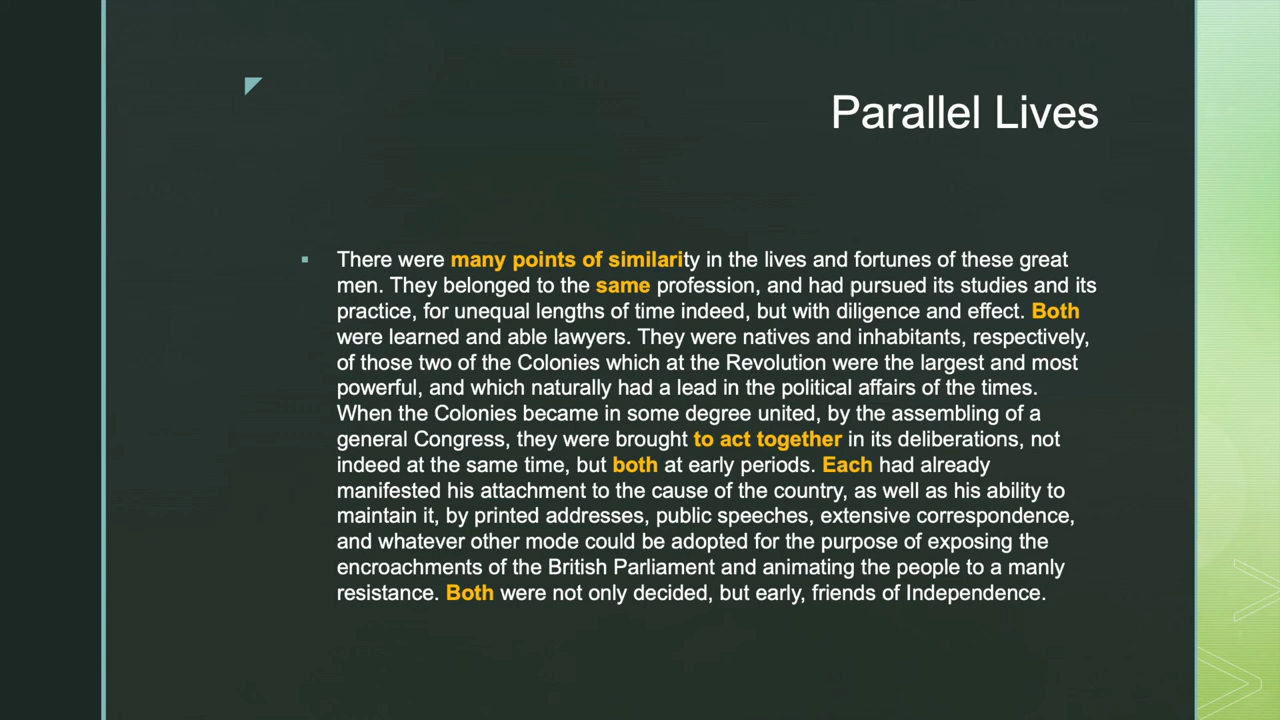 Parallel Lives
There were many points of similarity in the lives and fortunes of these great
men. They belonged to the same profession, and had pursued its studies and its
practice, for unequal lengths of time indeed, but with diligence and effect. Both
were learned and able lawyers. They were natives and inhabitants, respectively,
of those two of the Colonies which at the Revolution were the largest and most
powerful, and which naturally had a lead in the political affairs of the times.
When the Colonies became in some degree united, by the assembling of a
general Congress, they were brought to act together in its deliberations, not
indeed at the same time, but both at early periods. Each had already
manifested his attachment to the cause of the country, as well as his ability to
maintain it, by printed addresses, public speeches, extensive correspondence,
and whatever other mode could be adopted for the purpose of exposing the
encroachments of the British Parliament and animating the people to a manly
resistance. Both were not only decided, but early, friends of Independence.